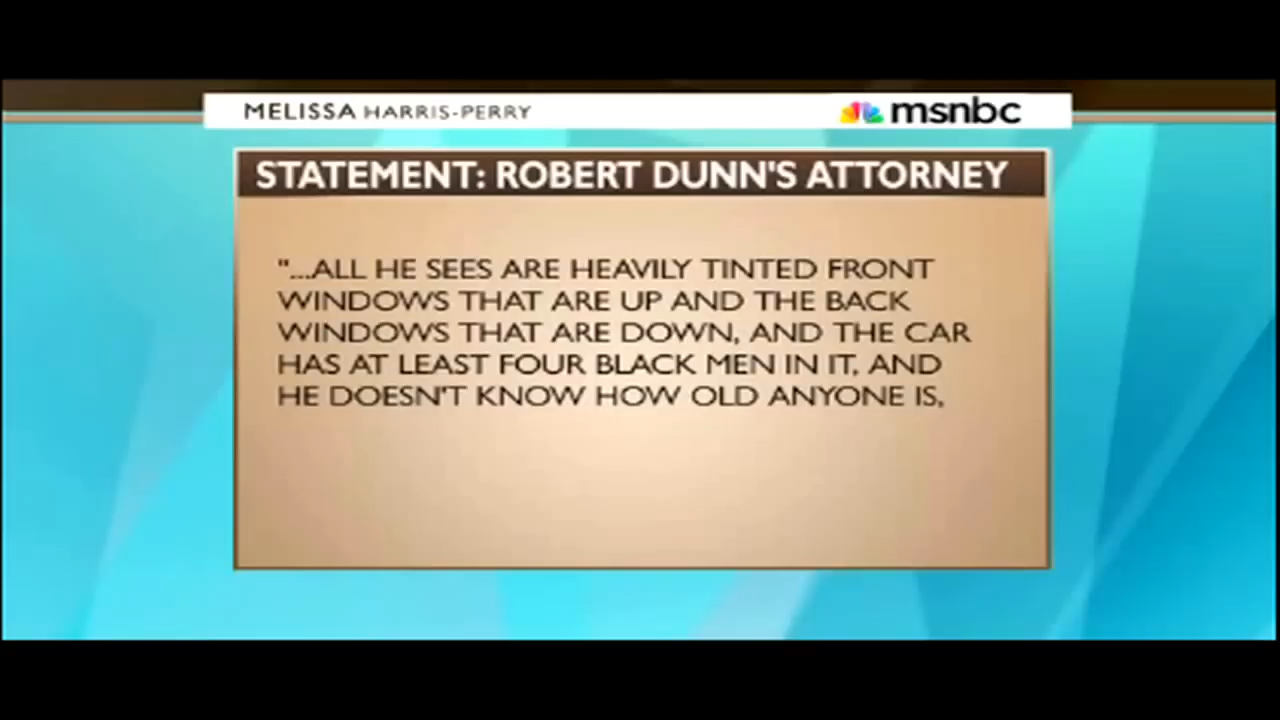 MELISSA HARRIS-PERRY msnbc
STATEMENT: ROBERT DUNN'S ATTORNEY
"...ALL HE SEES ARE HEAVILY TINTED FRONT
WINDOWS THAT ARE UP AND THE BACK
WINDOWS THAT ARE DOWN, AND THE CAR
HAS AT LEAST FOUR BLACK MEN IN IT, AND
HE DOESN'T KNOW HOW OLD ANYONE IS,